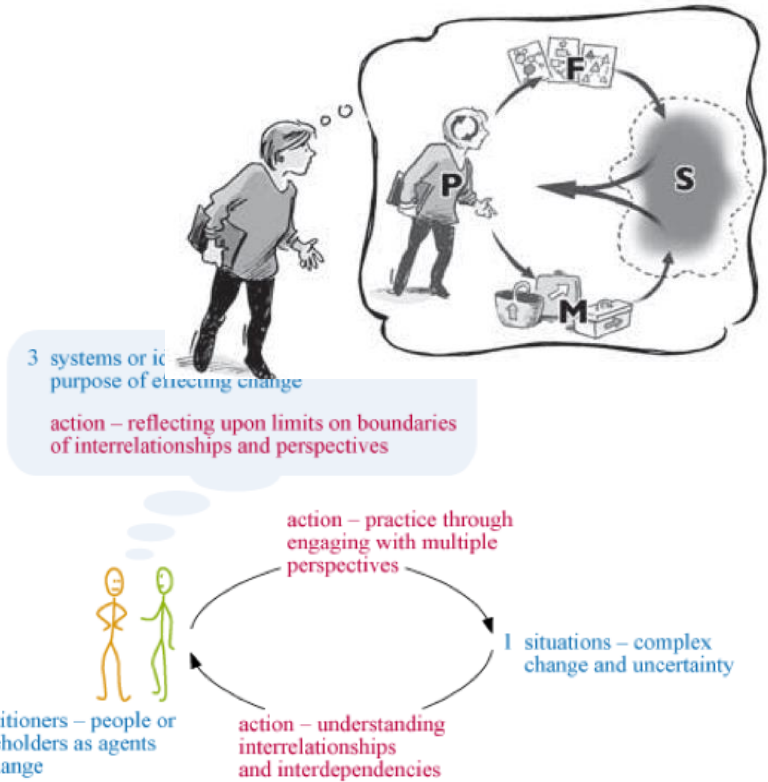 F
P
S
M
3 systems or
purpose of effecting change
action – reflecting upon limits on boundaries
of interrelationships and perspectives
action – practice through
engaging with multiple
perspectives
1 situations – complex
change and uncertainty
itioners – people or
eholders as agents
ange
action – understanding
interrelationships
and interdependencies